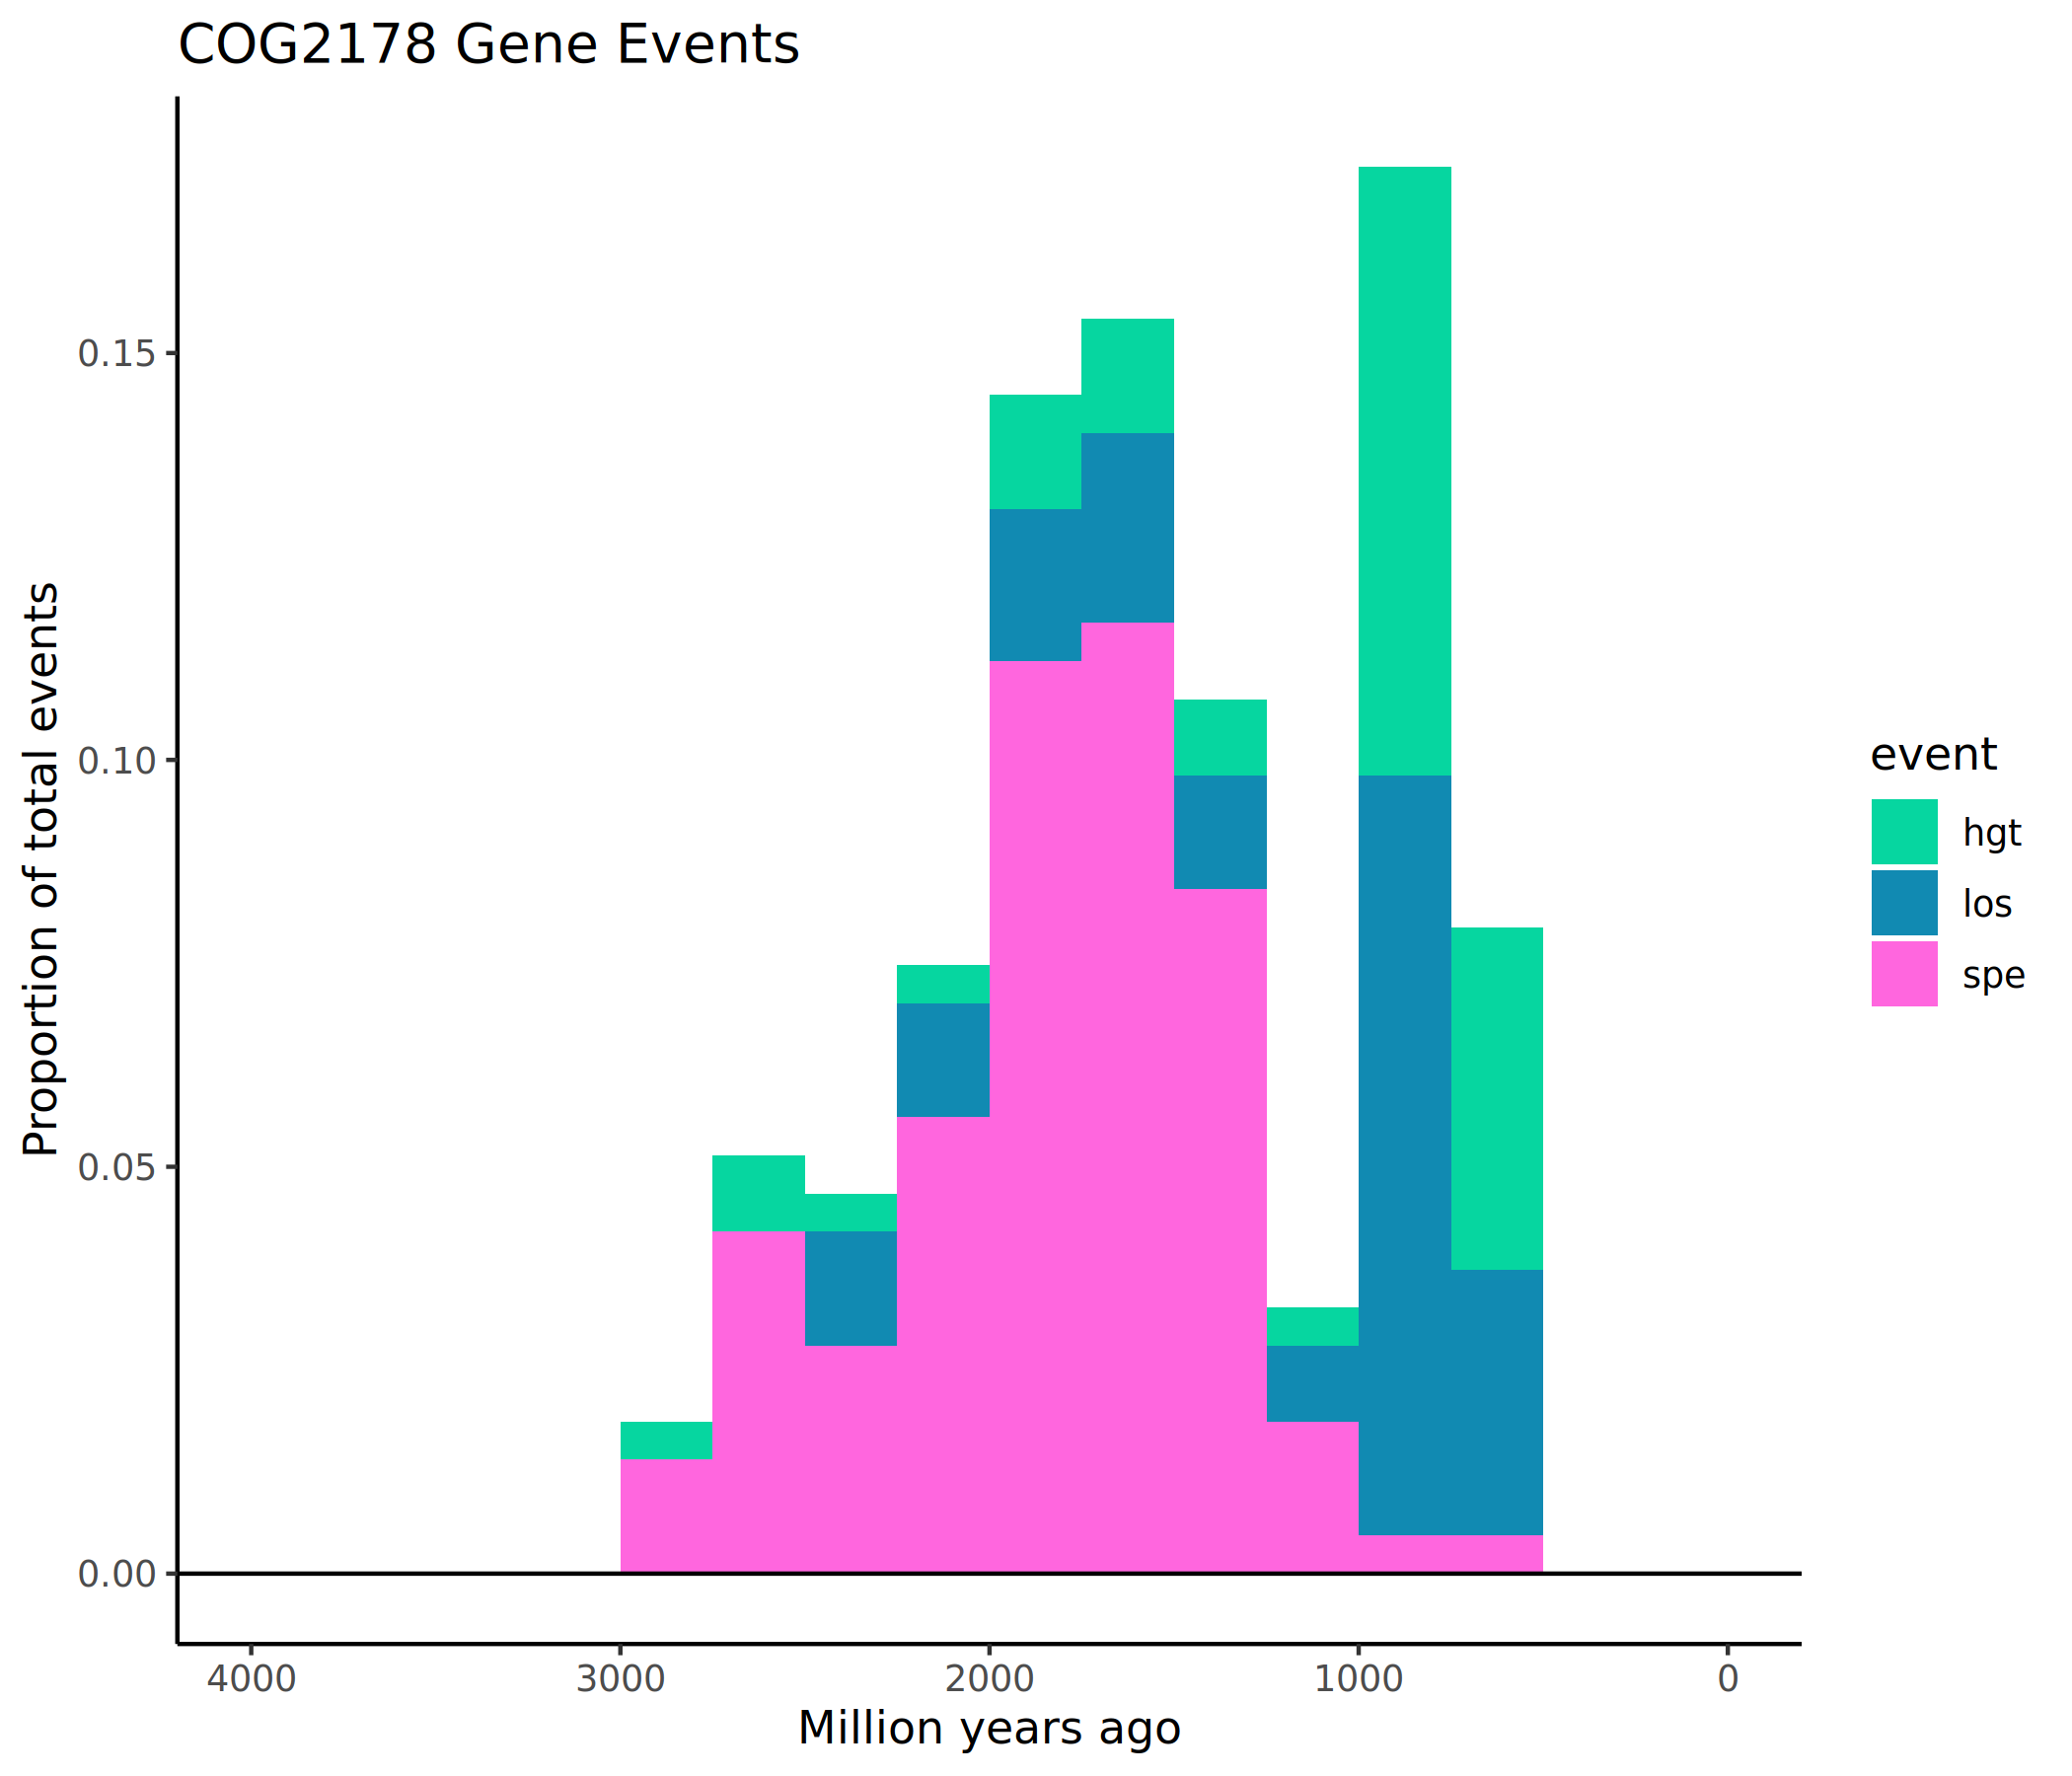 COG2178 Gene Events
Proportion of total events
0.15
0.10
0.05
0.00
4000 3000 2000 1000 0
Million years ago
event
hgt
los
spe